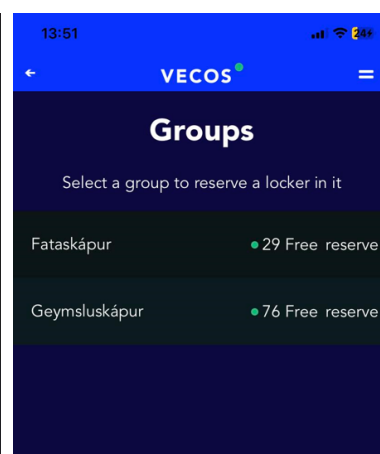 13:51 24
VECOS
Groups
Select a group to reserve a locker in it
Fataskápur 29 Free reserve
Geymsluskápur 76 Free reserve